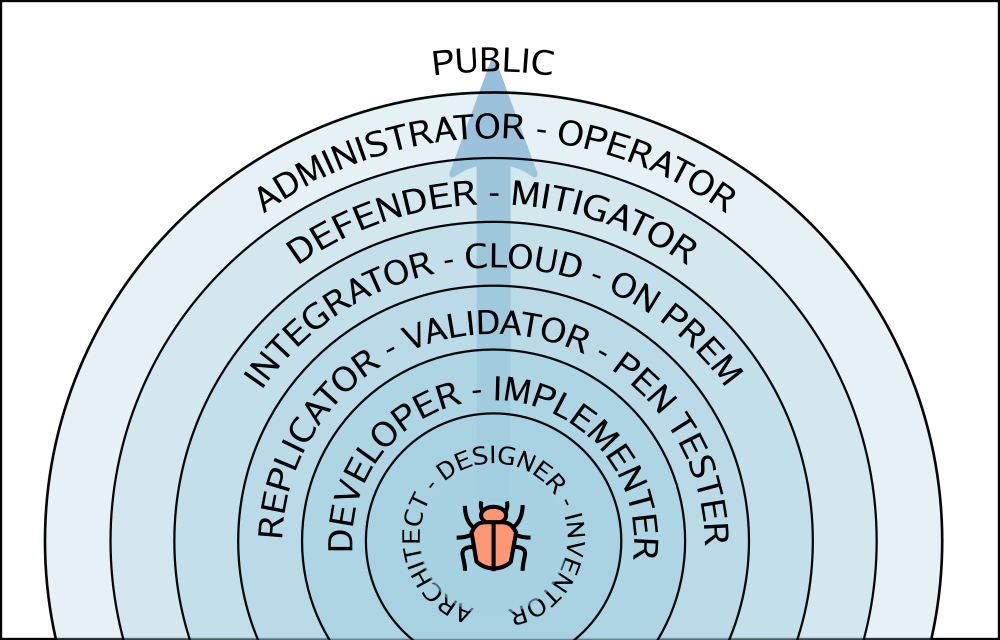 PUBLIC
ADMINISTRATOR - OPERATOR
DEFENDER - MITIGATOR
INTEGRATOR - CLOUD - ON PREM
REPLICATOR - VALIDATOR - PEN TESTER
DEVELOPER - IMPLEMENTER
ARCHITECT - DESIGNER - INVENTOR